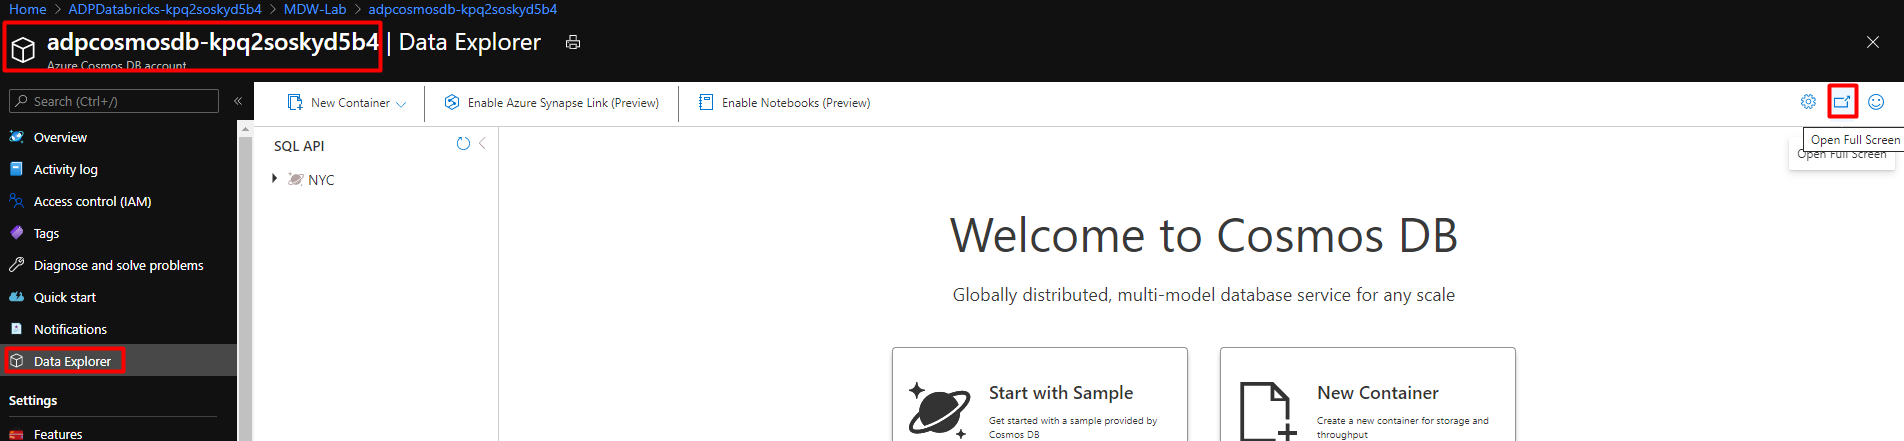 Home > ADPDatabricks-kpq2soskyd5b4 > MDW-Lab > adpcosmosdb-kpq2soskyd5b4
adpcosmosdb-kpq2soskyd5b4 | Data Explorer
Azure Cosmos DB account
Search (Ctrl+/)
«
Overview
Activity log
Access control (IAM)
Tags
Diagnose and solve problems
Quick start
Notifications
Data Explorer
Settings
Features
New Container
Enable Azure Synapse Link (Preview)
Enable Notebooks (Preview)
Open Full Screen
Open Full Screen
SQL API
NYC
Welcome to Cosmos DB
Globally distributed, multi-model database service for any scale
Start with Sample
Get started with a sample provided by
Cosmos DB
New Container
Create a new container for storage and
throughput